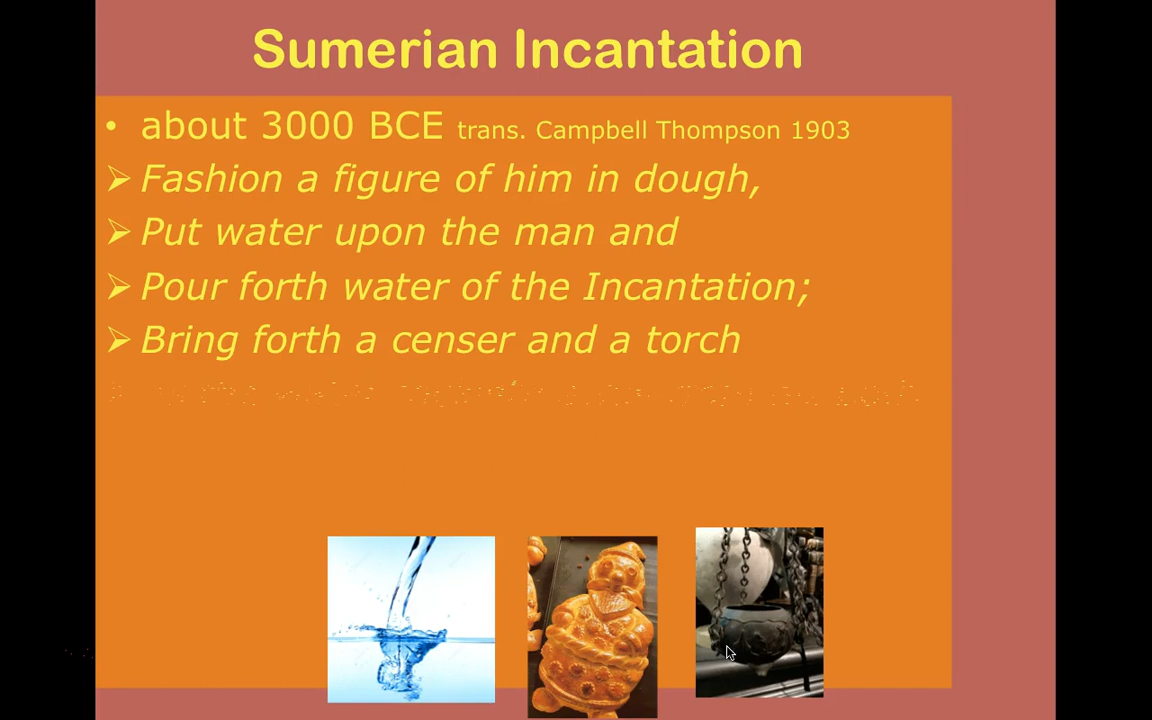 Sumerian Incantation
• about 3000 BCE trans. Campbell Thompson 1903
➢ Fashion a figure of him in dough,
➢ Put water upon the man and
➢ Pour forth water of the Incantation;
➢ Bring forth a censer and a torch